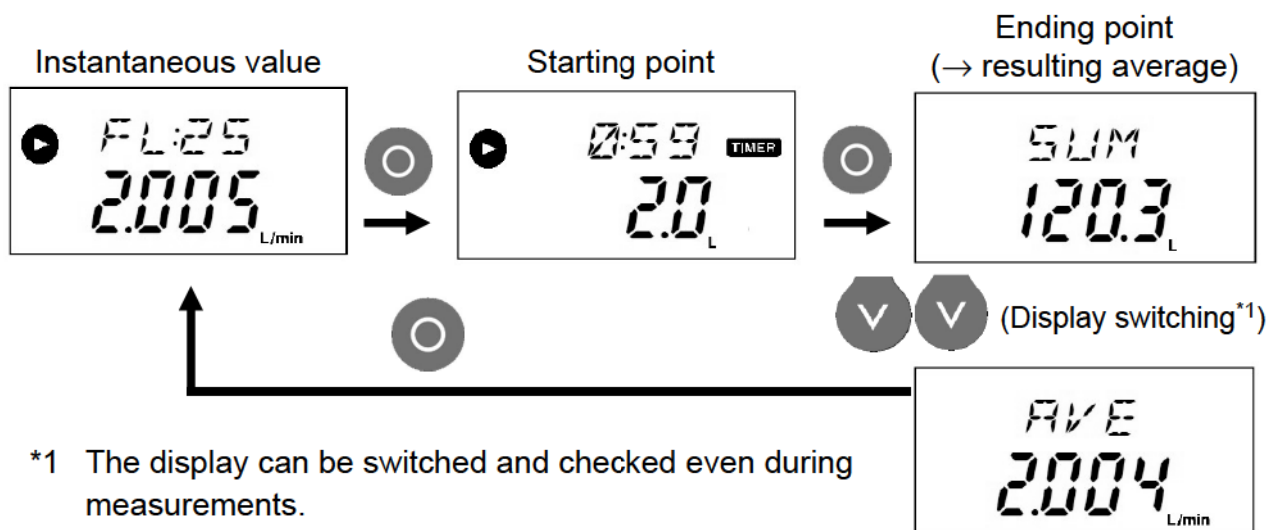 Instantaneous value
Starting point
Ending point
(→ resulting average)
FL:25
2.005 L/min
0:59 TIMER
2.0 L
SUM
120.3 L
(Display switching*1)
AVE
2.004 L/min
*1 The display can be switched and checked even during
measurements.